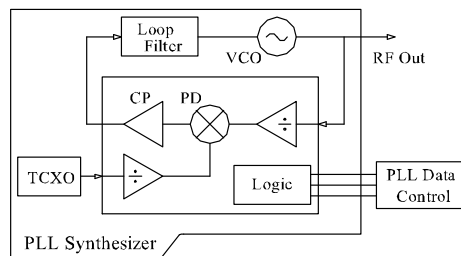 Loop
Filter
VCO
RF Out
CP
PD
÷
TCXO
÷
Logic
PLL Data
Control
PLL Synthesizer